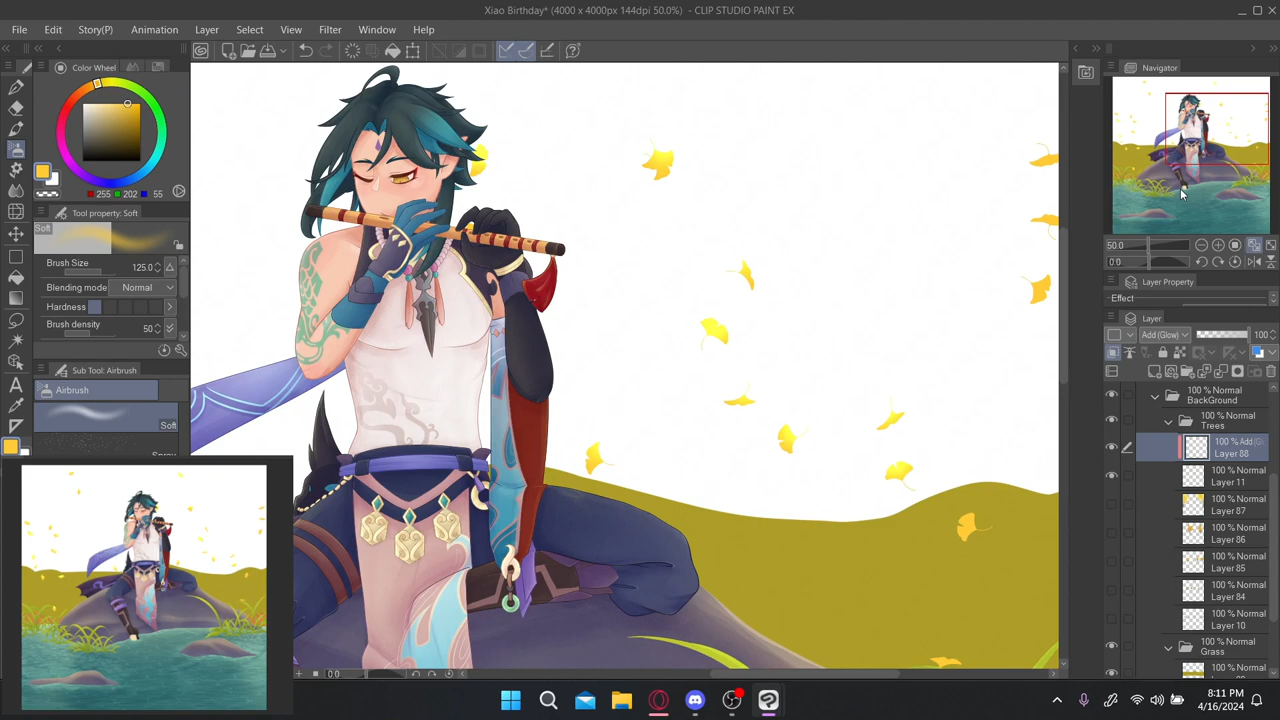 Xiao Birthday* (4000 x 4000px 144dpi 50.0%) - CLIP STUDIO PAINT EX
File Edit Story(P) Animation Layer Select View Filter Window Help
Color Wheel
255 202 55
Tool property: Soft
Soft
Brush Size 125.0
Blending mode Normal
Hardness
Brush density 50
Sub Tool: Airbrush
Airbrush
Soft
0.0
Navigator
50.0
0.0
Layer Property
Effect
Layer
Add (Glow) 100
100 % Normal
BackGround
100 % Normal
Trees
Layer 88
100 % Normal
Layer 11
100 % Normal
Layer 87
100 % Normal
Layer 86
100 % Normal
Layer 85
100 % Normal
Layer 84
100 % Normal
Layer 10
100 % Normal
Grass
100 % Normal
8:11 PM
4/16/2024